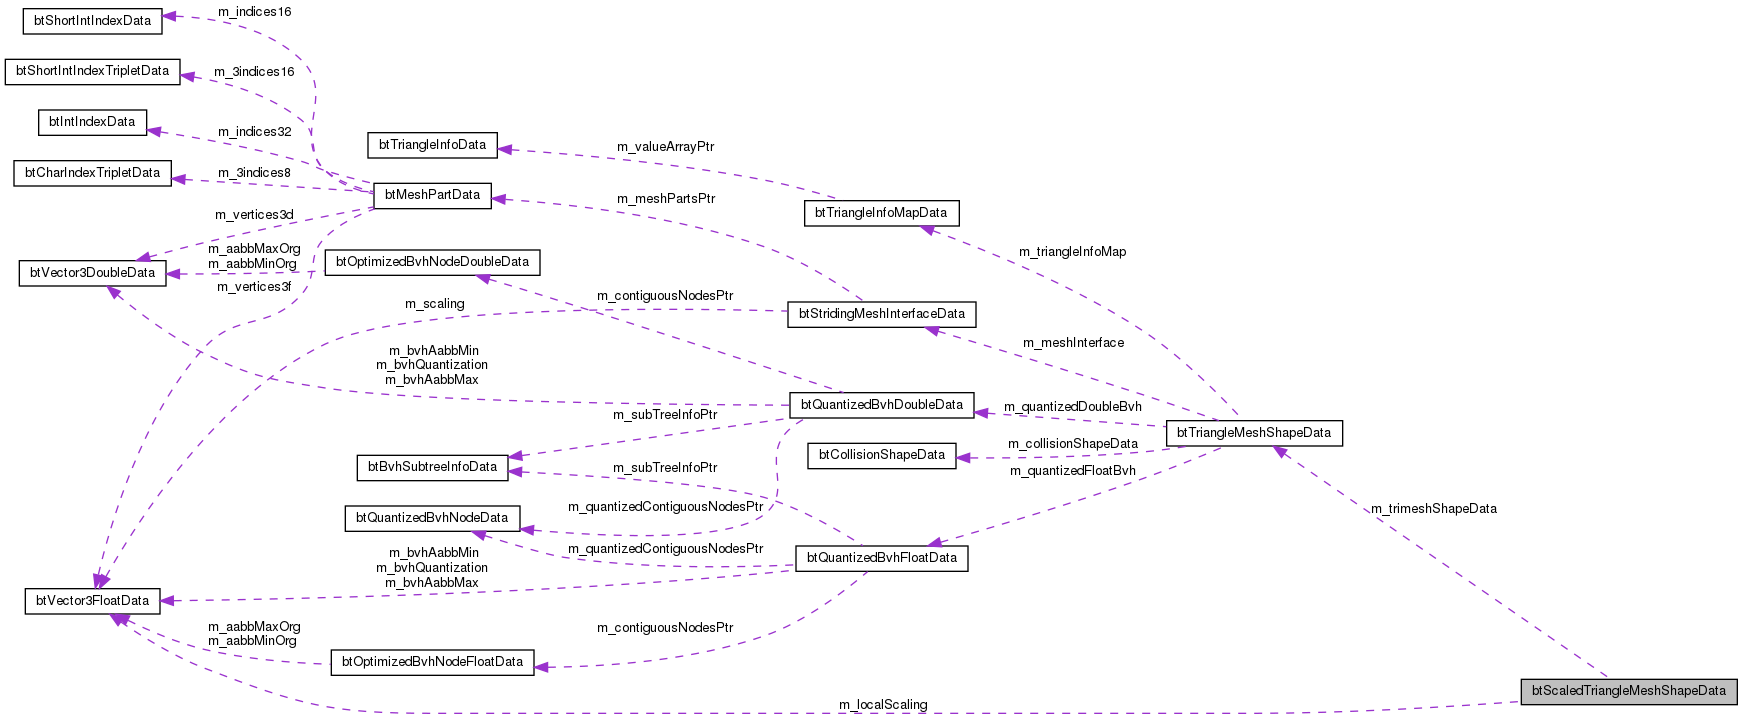 btShortIntIndexData
m_indices16
btShortIntIndexTripletData
m_3indices16
btIntIndexData
m_indices32
btTriangleInfoData
m_valueArrayPtr
btCharIndexTripletData
m_3indices8
btMeshPartData
m_meshPartsPtr
btTriangleInfoMapData
m_vertices3d
m_aabbMaxOrg
m_aabbMinOrg
btVector3DoubleData
btOptimizedBvhNodeDoubleData
m_triangleInfoMap
m_vertices3f
m_scaling
m_contiguousNodesPtr
btStridingMeshInterfaceData
m_meshInterface
m_bvhAabbMin
m_bvhQuantization
m_bvhAabbMax
btQuantizedBvhDoubleData
m_quantizedDoubleBvh
m_subTreeInfoPtr
btTriangleMeshShapeData
btCollisionShapeData
m_collisionShapeData
btBvhSubtreeInfoData
m_subTreeInfoPtr
m_quantizedFloatBvh
btQuantizedBvhNodeData
m_quantizedContiguousNodesPtr
m_trimeshShapeData
m_bvhAabbMin
m_bvhQuantization
m_bvhAabbMax
m_quantizedContiguousNodesPtr
btQuantizedBvhFloatData
btVector3FloatData
m_aabbMaxOrg
m_aabbMinOrg
m_contiguousNodesPtr
btOptimizedBvhNodeFloatData
m_localScaling
btScaledTriangleMeshShapeData